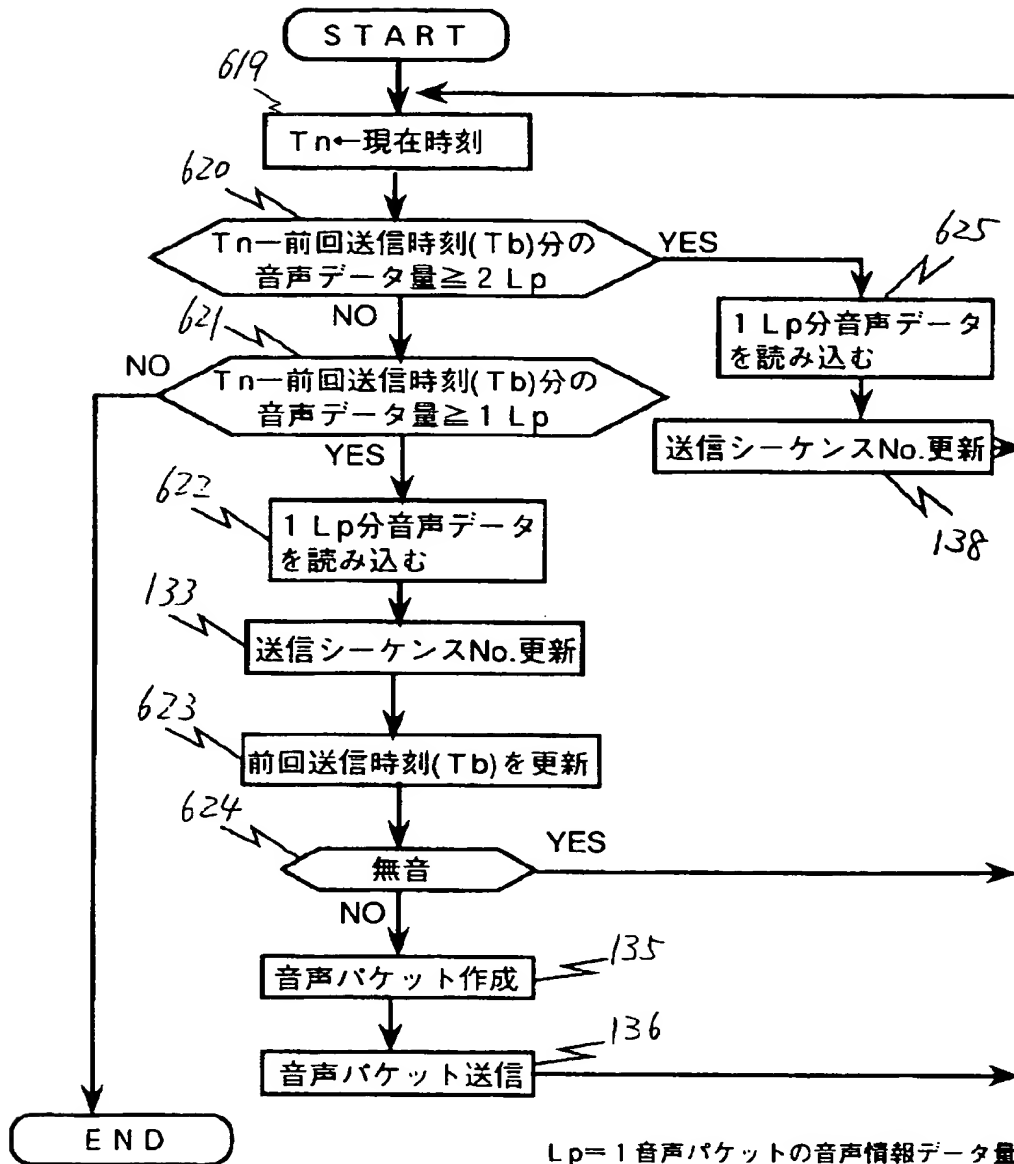 START
619
Tn←現在時刻
620
Tn−前回送信時刻(Tb)分の
音声データ量≧2Lp
YES
625
NO
1Lp分音声データ
を読み込む
621
NO
Tn−前回送信時刻(Tb)分の
音声データ量≧1Lp
YES
送信シーケンスNo.更新
138
622
1Lp分音声データ
を読み込む
133
送信シーケンスNo.更新
623
前回送信時刻(Tb)を更新
624
無音
YES
NO
135
音声パケット作成
136
音声パケット送信
END
Lp=1音声パケットの音声情報データ量